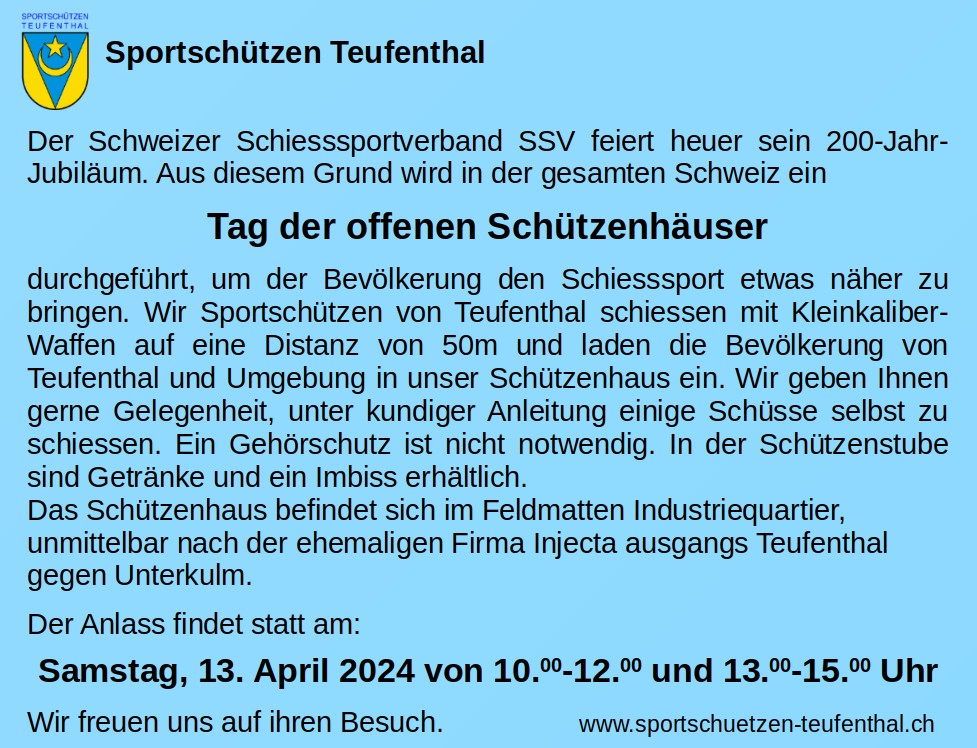 SPORTSCHÜTZEN
TEUFENTHAL
Sportschützen Teufenthal
Der Schweizer Schiesssportverband SSV feiert heuer sein 200-Jahr-
Jubiläum. Aus diesem Grund wird in der gesamten Schweiz ein
Tag der offenen Schützenhäuser
durchgeführt, um der Bevölkerung den Schiesssport etwas näher zu
bringen. Wir Sportschützen von Teufenthal schiessen mit Kleinkaliber-
Waffen auf eine Distanz von 50m und laden die Bevölkerung von
Teufenthal und Umgebung in unser Schützenhaus ein. Wir geben Ihnen
gerne Gelegenheit, unter kundiger Anleitung einige Schüsse selbst zu
schiessen. Ein Gehörschutz ist nicht notwendig. In der Schützenstube
sind Getränke und ein Imbiss erhältlich.
Das Schützenhaus befindet sich im Feldmatten Industriequartier,
unmittelbar nach der ehemaligen Firma Injecta ausgangs Teufenthal
gegen Unterkulm.
Der Anlass findet statt am:
Samstag, 13. April 2024 von 10.00-12.00 und 13.00-15.00 Uhr
Wir freuen uns auf ihren Besuch. www.sportschuetzen-teufenthal.ch